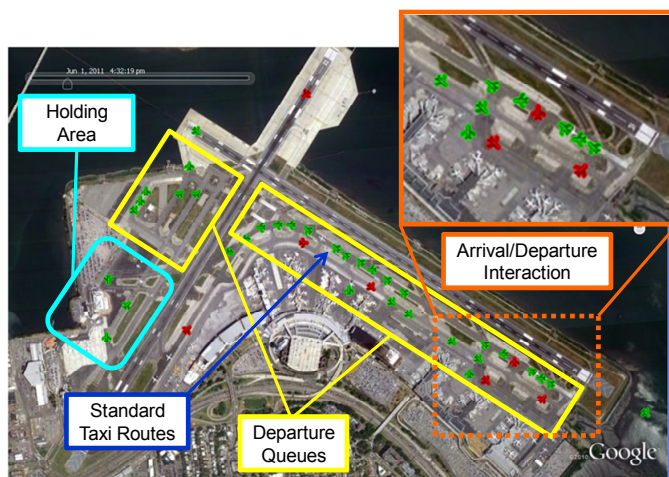 Jun 1, 2011 4:32:19 pm
Holding
Area
Arrival/Departure
Interaction
Standard
Taxi Routes
Departure
Queues
©2010 Google